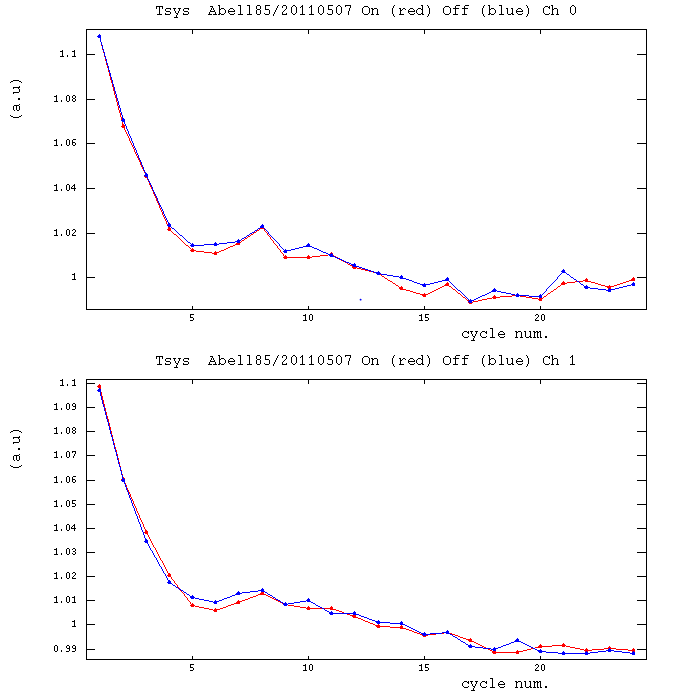 Tsys  Abell85/20110507 On (red) Off (blue) Ch 0
(a.u)
1.1
1.08
1.06
1.04
1.02
1
5 10 15 20
cycle num.
Tsys  Abell85/20110507 On (red) Off (blue) Ch 1
(a.u)
1.1
1.09
1.08
1.07
1.06
1.05
1.04
1.03
1.02
1.01
1
0.99
5 10 15 20
cycle num.